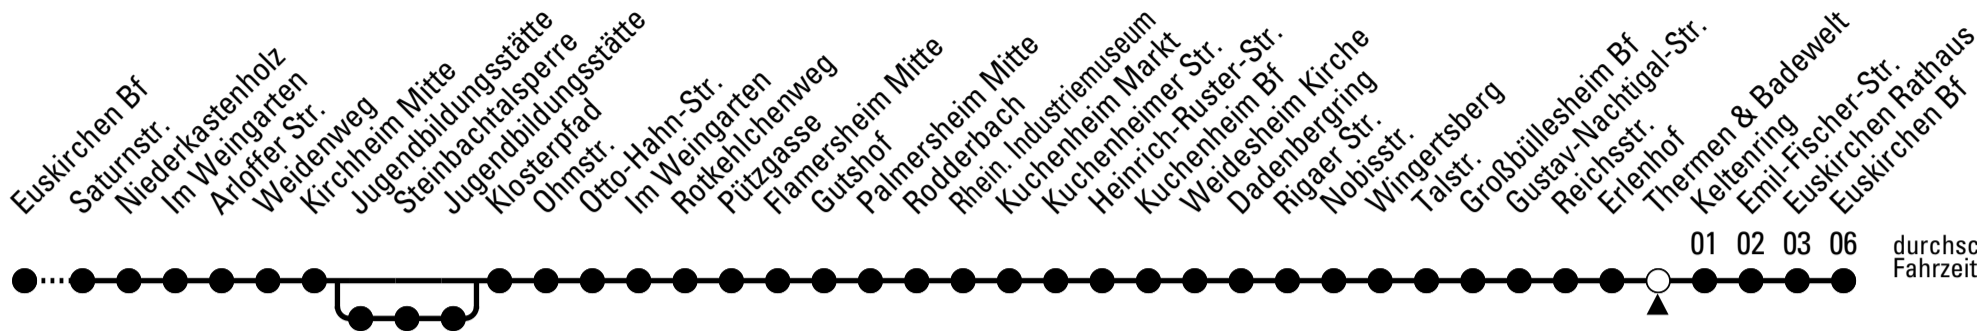 Euskirchen Bf
Saturnstr.
Niederkastenholz
Im Weingarten
Arloffer Str.
Weidenweg
Kirchheim Mitte
Jugendbildungsstätte
Steinbachtalsperre
Jugendbildungsstätte
Klosterpfad
Ohmstr.
Otto-Hahn-Str.
Im Weingarten
Rotkehlchenweg
Pützgasse
Flamersheim Mitte
Gutshof
Palmersheim Mitte
Rodderbach
Rhein. Industriemuseum
Kuchenheim Markt
Kuchenheimer Str.
Heinrich-Ruster-Str.
Kuchenheim Bf
Weidesheim Kirche
Dadenbergring
Rigaer Str.
Nobisstr.
Wingertsberg
Talstr.
Großbüllesheim Bf
Gustav-Nachtigal-Str.
Reichsstr.
Erlenhof
Thermen & Badewelt
Keltenring
Emil-Fischer-Str.
Euskirchen Rathaus
Euskirchen Bf
01 02 03 06
durchsc
Fahrzeit